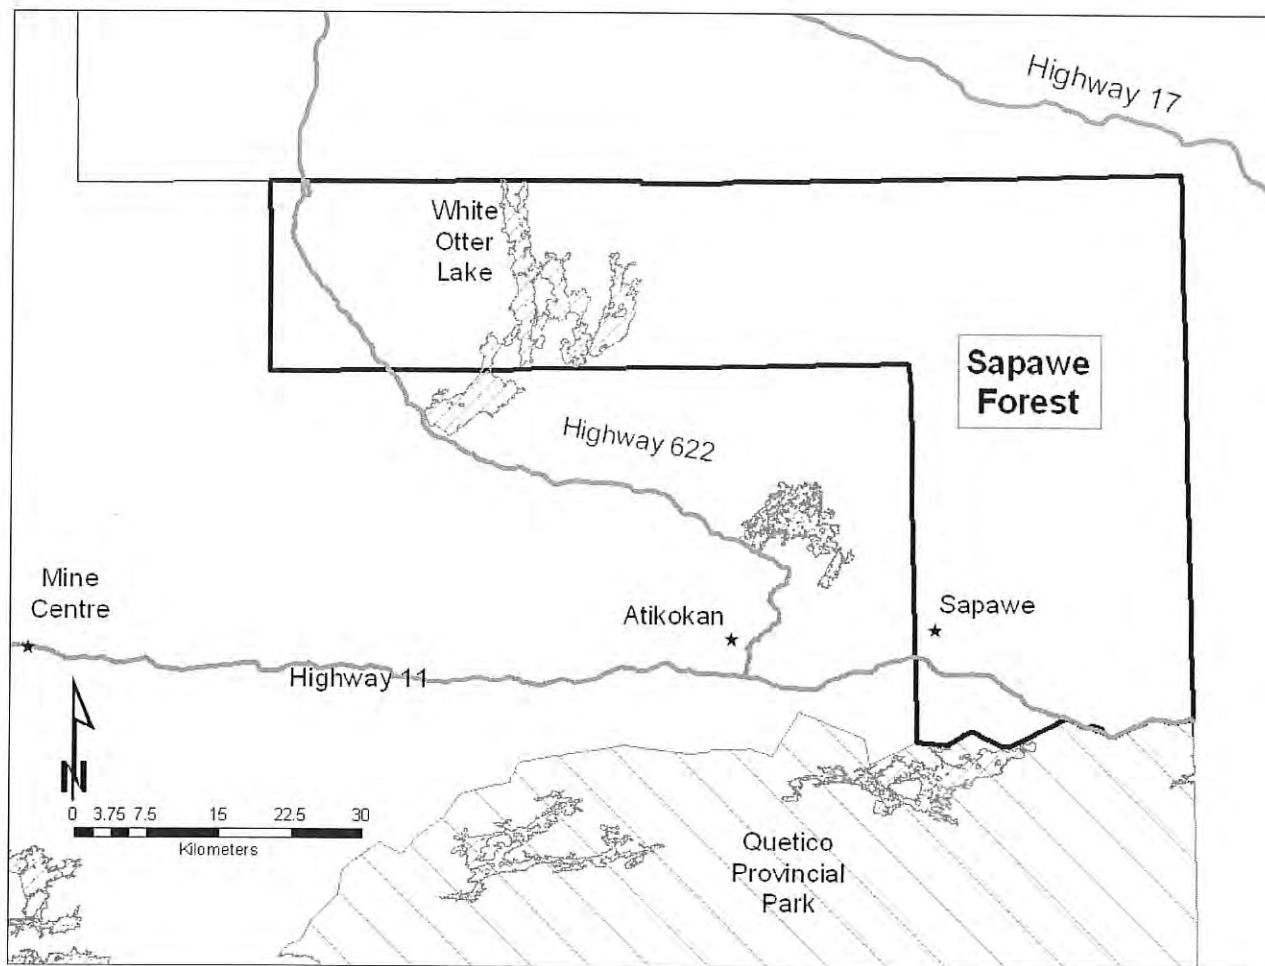 Highway 17
White
Otter
Lake
Sapawe
Forest
Highway 622
Mine
Centre
Atikokan
Sapawe
Highway 11
N
0 3.75 7.5 15 22.5 30
Kilometers
Quetico
Provincial
Park